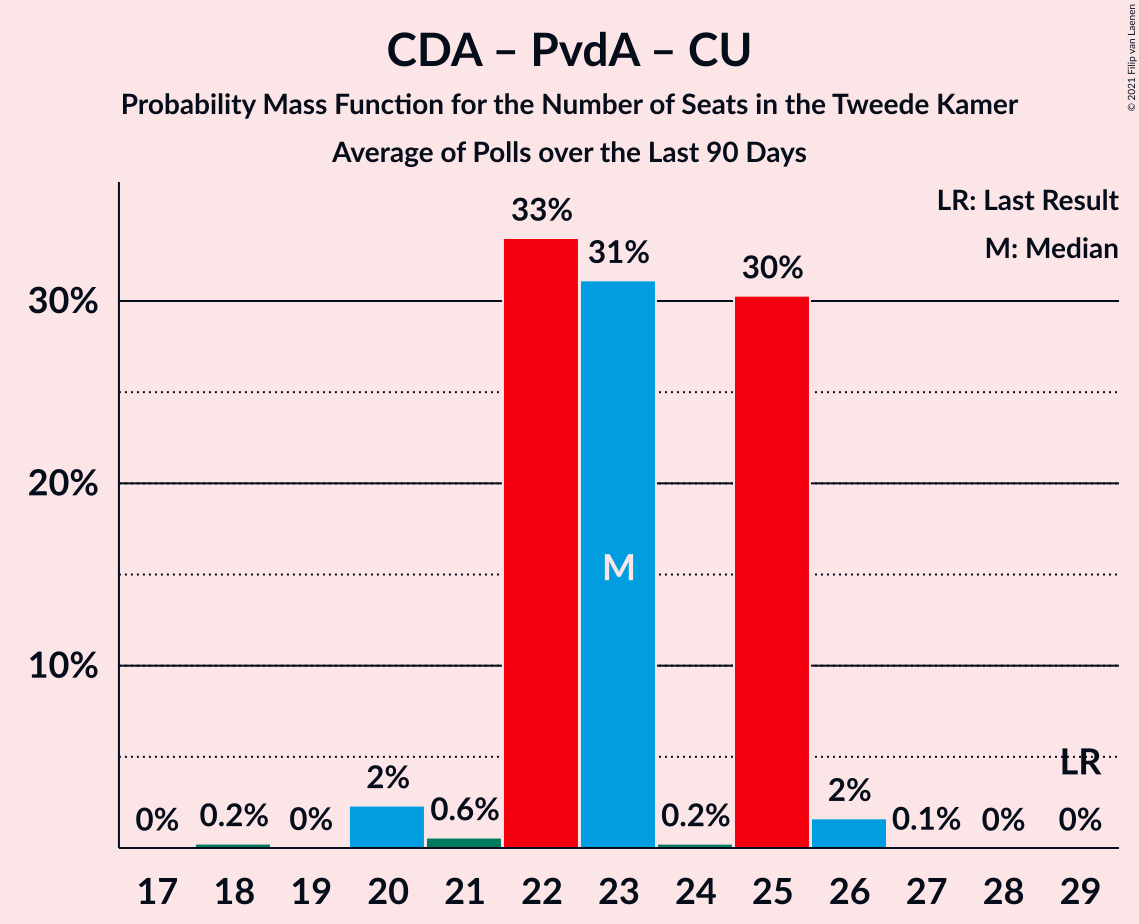 CDA – PvdA – CU
Probability Mass Function for the Number of Seats in the Tweede Kamer
Average of Polls over the Last 90 Days
© 2021 Filip van Laenen
LR: Last Result
M: Median
30%
20%
10%
0%
0.2%
0%
2%
0.6%
33%
31%
0.2%
30%
2%
0.1%
0%
0%
M
LR
17 18 19 20 21 22 23 24 25 26 27 28 29